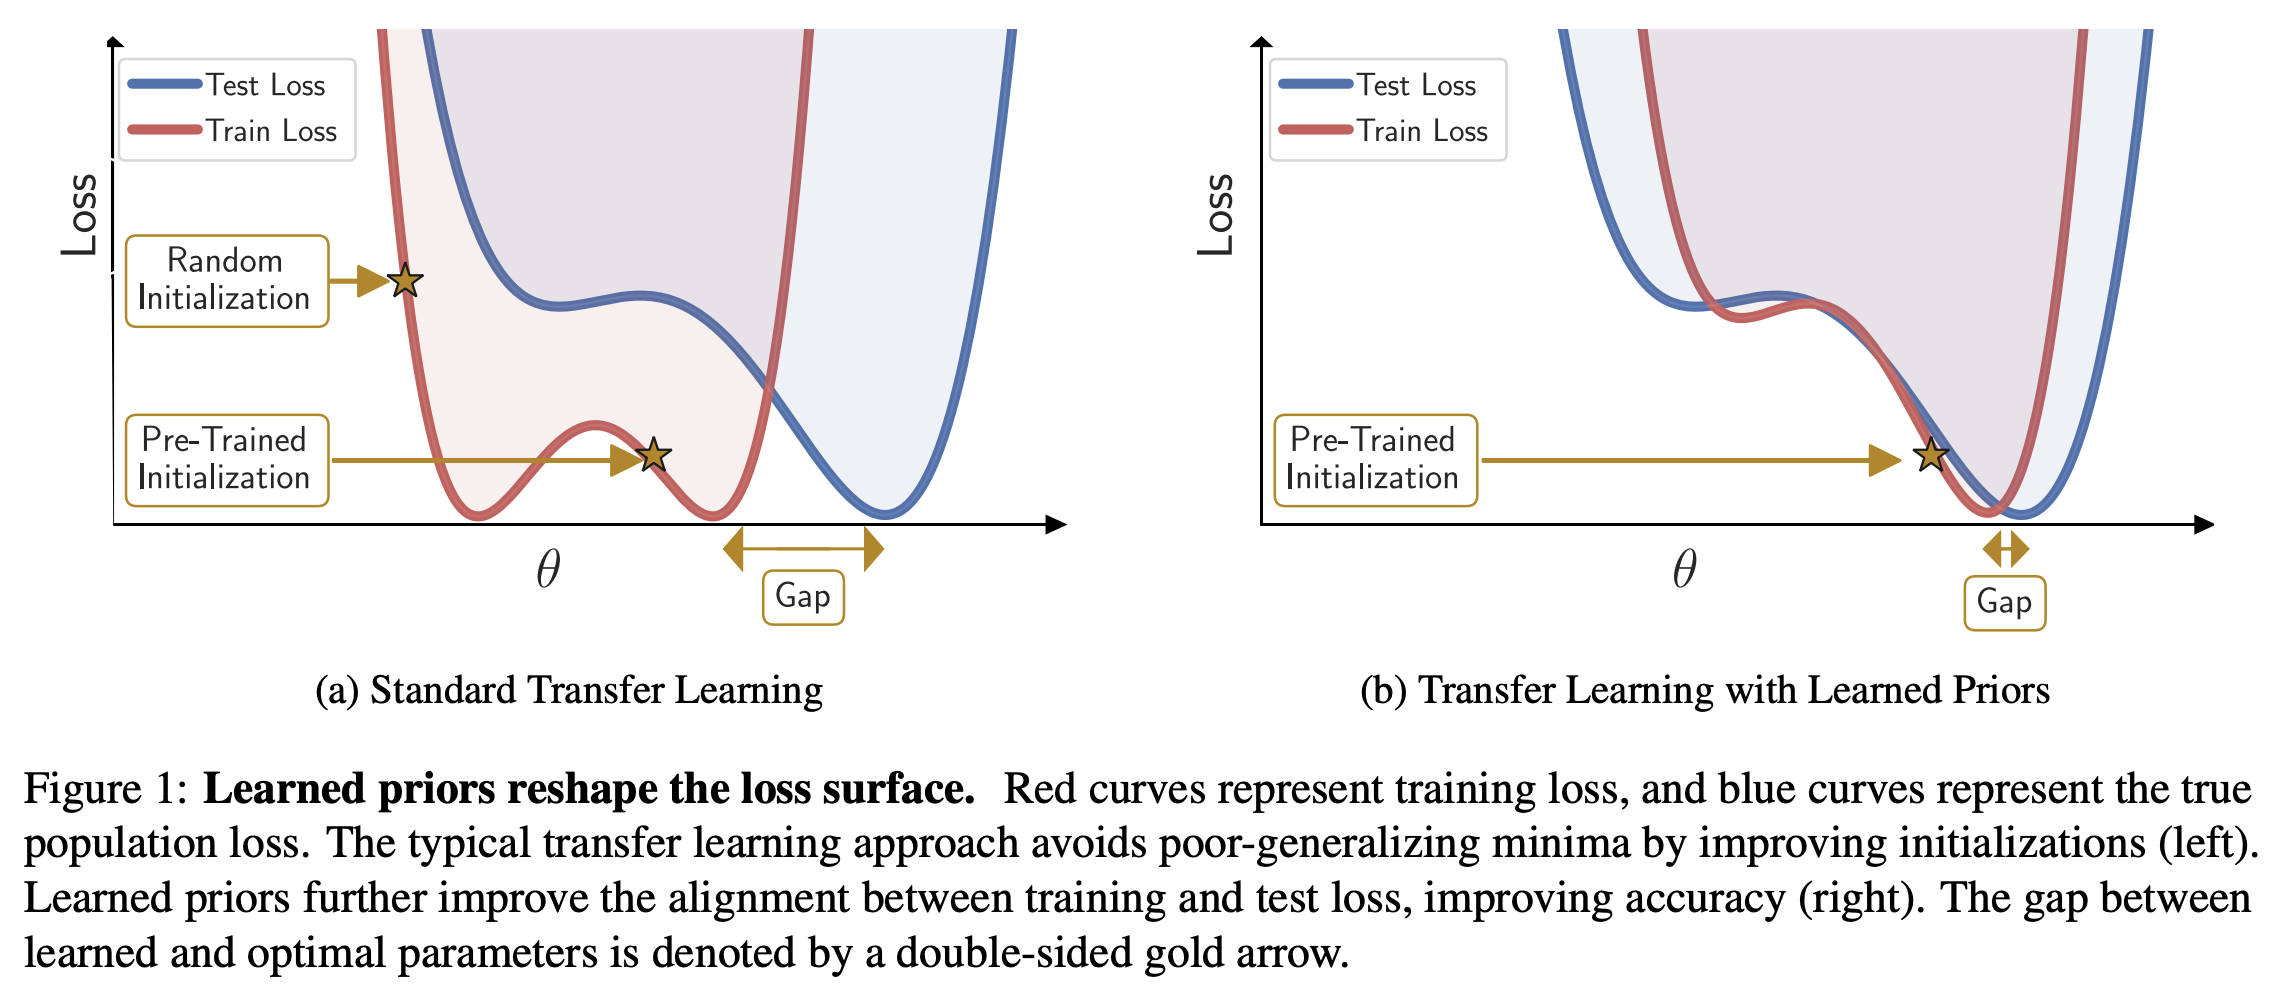 Test Loss
Train Loss
Loss
Random
Initialization
Pre-Trained
Initialization
θ
Gap
(a) Standard Transfer Learning
Test Loss
Train Loss
Loss
Pre-Trained
Initialization
θ
Gap
(b) Transfer Learning with Learned Priors
Figure 1: Learned priors reshape the loss surface. Red curves represent training loss, and blue curves represent the true
population loss. The typical transfer learning approach avoids poor-generalizing minima by improving initializations (left).
Learned priors further improve the alignment between training and test loss, improving accuracy (right). The gap between
learned and optimal parameters is denoted by a double-sided gold arrow.